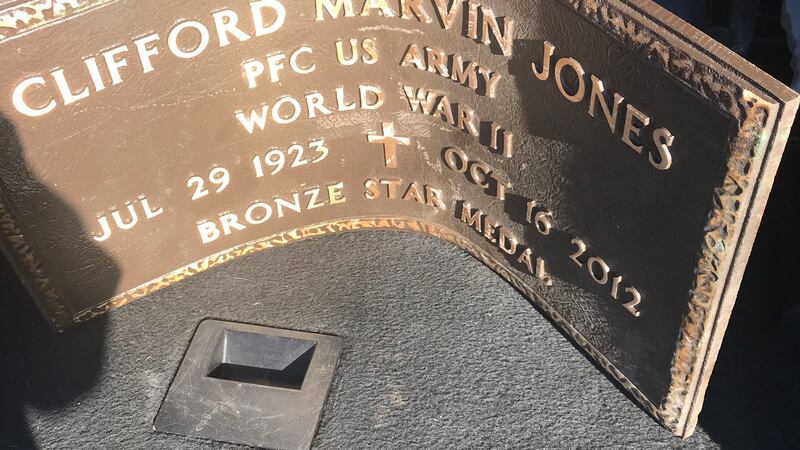 CLIFFORD MARVIN JONES
PFC US ARMY
WORLD WAR II
JUL 29 1923 OCT 16 2012
BRONZE STAR MEDAL